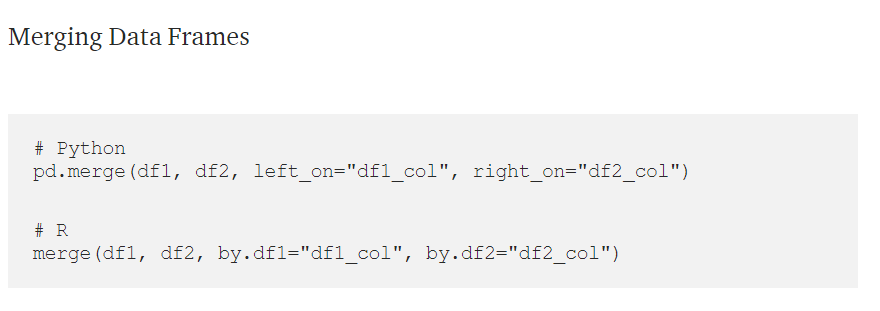 Merging Data Frames
# Python
pd.merge(df1, df2, left_on="df1_col", right_on="df2_col")
# R
merge(df1, df2, by.df1="df1_col", by.df2="df2_col")